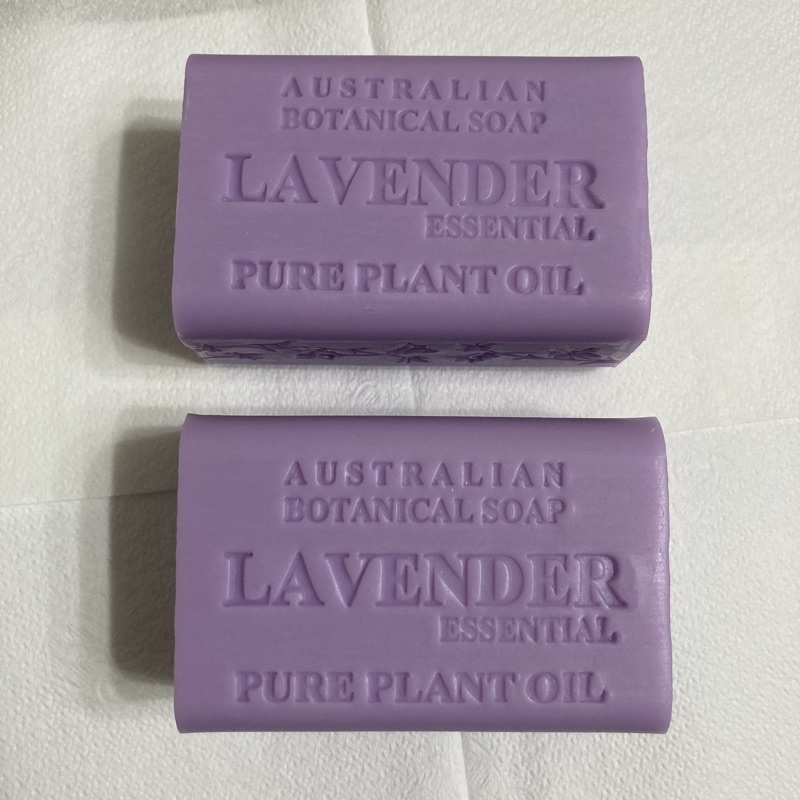 AUSTRALIAN
BOTANICAL SOAP
LAVENDER
ESSENTIAL
PURE PLANT OIL
AUSTRALIAN
BOTANICAL SOAP
LAVENDER
ESSENTIAL
PURE PLANT OIL